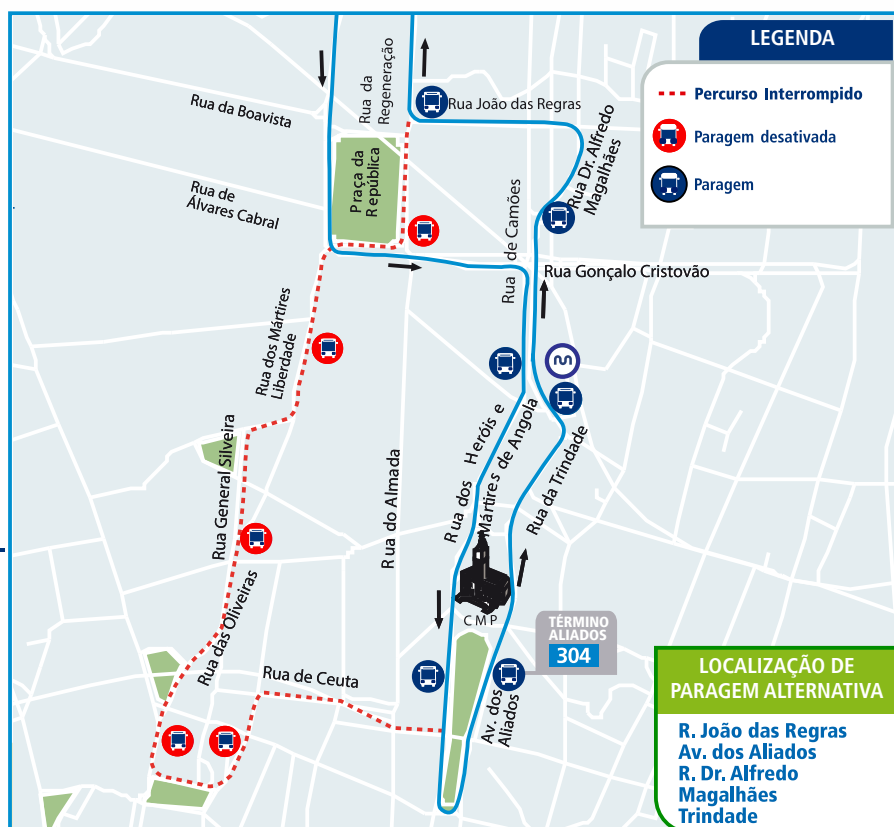 LEGENDA
Percurso Interrompido
Paragem desativada
Paragem
Rua da Boavista
Rua da
Regeneração
Rua João das Regras
Praça da
República
Rua de
Álvares Cabral
Rua de Camões
Rua Dr. Alfredo
Magalhães
Rua Gonçalo Cristovão
Rua dos Mártires
Liberdade
Rua General Silveira
Rua do Almada
Rua dos Heróis e
Mártires de Angola
Rua da Trindade
Rua das Oliveiras
CMP
Rua de Ceuta
Av. dos
Aliados
TÉRMINO
ALIADOS
304
LOCALIZAÇÃO DE
PARAGEM ALTERNATIVA
R. João das Regras
Av. dos Aliados
R. Dr. Alfredo
Magalhães
Trindade